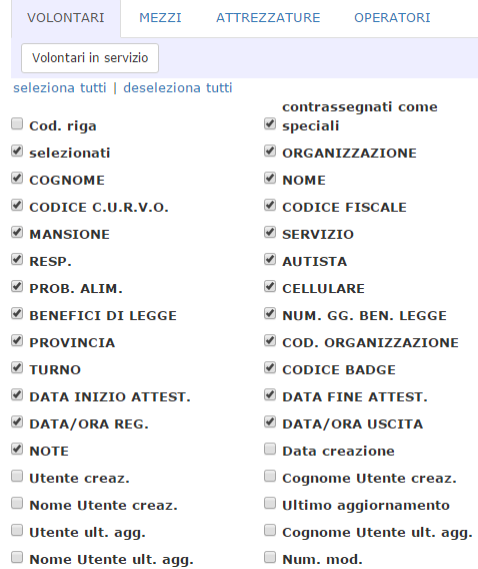 VOLONTARI MEZZI ATTREZZATURE OPERATORI
Volontari in servizio
seleziona tutti | deseleziona tutti
Cod. riga
contrassegnati come
speciali
selezionati ORGANIZZAZIONE
COGNOME NOME
CODICE C.U.R.V.O. CODICE FISCALE
MANSIONE SERVIZIO
RESP. AUTISTA
PROB. ALIM. CELLULARE
BENEFICI DI LEGGE NUM. GG. BEN. LEGGE
PROVINCIA COD. ORGANIZZAZIONE
TURNO CODICE BADGE
DATA INIZIO ATTEST. DATA FINE ATTEST.
DATA/ORA REG. DATA/ORA USCITA
NOTE Data creazione
Utente creaz. Cognome Utente creaz.
Nome Utente creaz. Ultimo aggiornamento
Utente ult. agg. Cognome Utente ult. agg.
Nome Utente ult. agg. Num. mod.